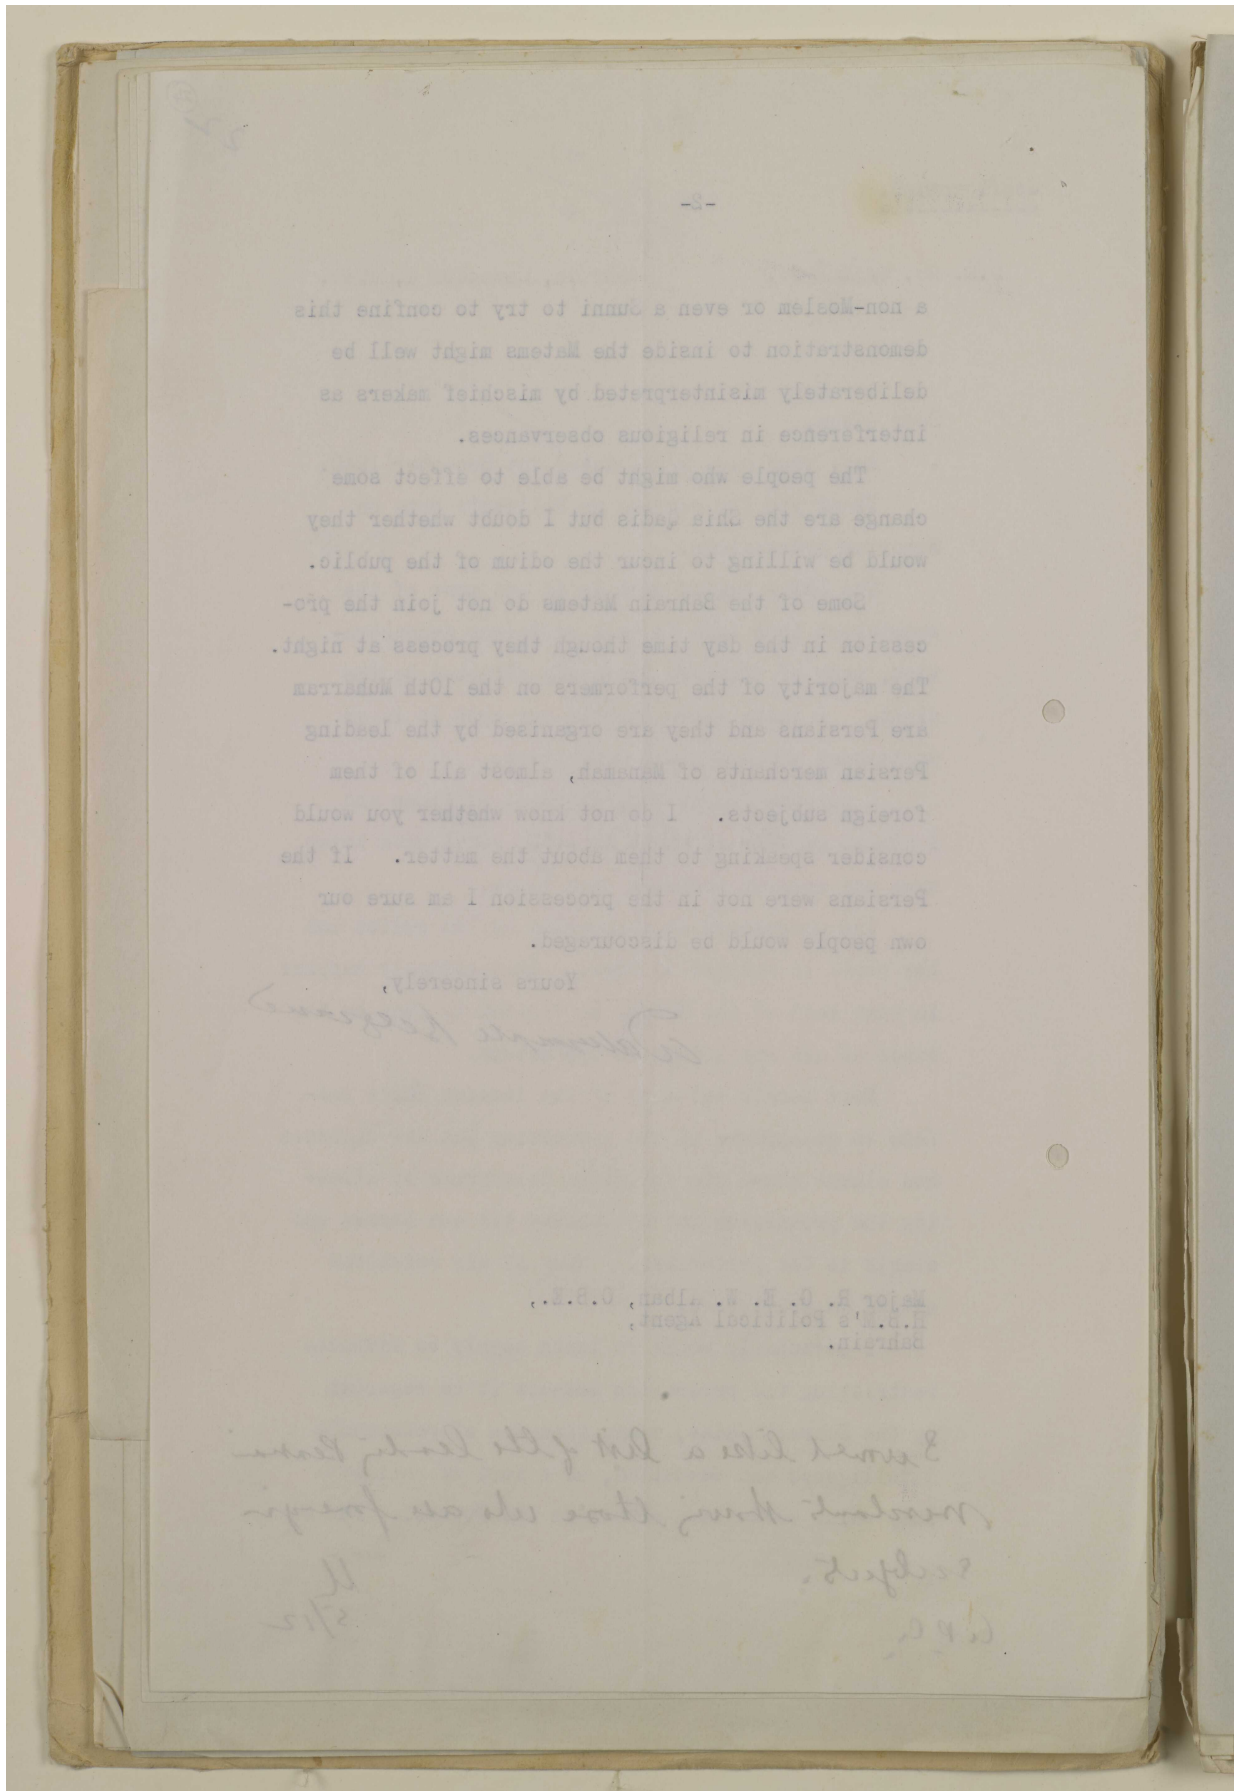 -2-
a non-Moslem or even a Sunni to try to confine this
demonstration to inside the Matems might well be
deliberately misinterpreted by mischief makers as
interference in religious observances.
The people who might be able to effect some
change are the Shia Qadis but I doubt whether they
would be willing to incur the odium of the public.
Some of the Bahrain Matems do not join the pro-
cession in the day time though they process at night.
The majority of the performers on the 10th Muharram
are Persians and they are organised by the leading
Persian merchants of Manamah, almost all of them
foreign subjects. I do not know whether you would
consider speaking to them about the matter. If the
Persians were not in the procession I am sure our
own people would be discouraged.
Yours sincerely,
C. Dalrymple Belgrave
Major R. G. E. W. Alban, O.B.E.,
H.B.M's Political Agent,
Bahrain.
I would like a list of the leading Persian
merchants showing those who are foreign
subjects.
5/12